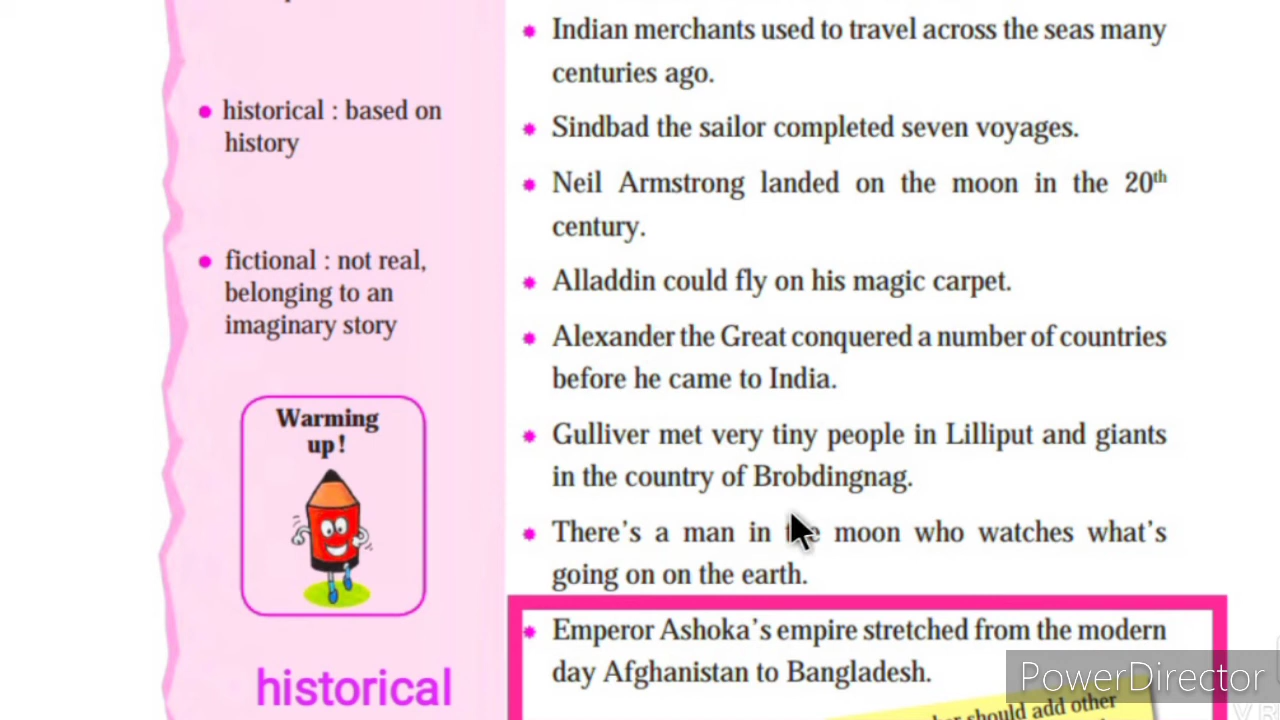 Indian merchants used to travel across the seas many
centuries ago.
historical : based on
history
Sindbad the sailor completed seven voyages.
Neil Armstrong landed on the moon in the 20th
century.
fictional : not real,
belonging to an
imaginary story
Alladdin could fly on his magic carpet.
Alexander the Great conquered a number of countries
before he came to India.
Warming
up!
Gulliver met very tiny people in Lilliput and giants
in the country of Brobdingnag.
There's a man in the moon who watches what's
going on on the earth.
historical
Emperor Ashoka's empire stretched from the modern
day Afghanistan to Bangladesh.
should add other
PowerDirector